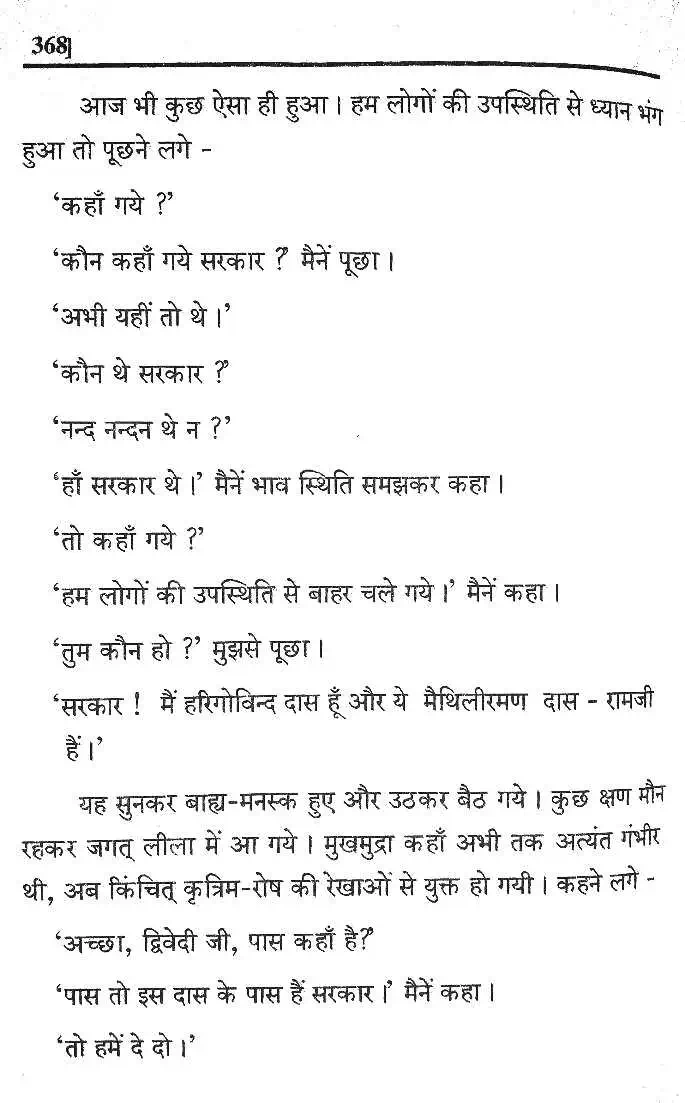 368]
आज भी कुछ ऐसा ही हुआ । हम लोगों की उपस्थिति से ध्यान भंग
हुआ तो पूछने लगे -
‘कहाँ गये ?’
‘कौन कहाँ गये सरकार ?’ मैनें पूछा ।
‘अभी यहीं तो थे ।’
‘कौन थे सरकार ?’
‘नन्द नन्दन थे न ?’
‘हाँ सरकार थे ।’ मैनें भाव स्थिति समझकर कहा ।
‘तो कहाँ गये ?’
‘हम लोगों की उपस्थिति से बाहर चले गये ।’ मैनें कहा ।
‘तुम कौन हो ?’ मुझसे पूछा ।
‘सरकार ! मैं हरिगोविन्द दास हूँ और ये मैथिलीरमण दास - रामजी
हैं ।’
यह सुनकर बाह्य-मनस्क हुए और उठकर बैठ गये । कुछ क्षण मौन
रहकर जगत् लीला में आ गये । मुखमुद्रा कहाँ अभी तक अत्यंत गंभीर
थी, अब किंचित् कृत्रिम-रोष की रेखाओं से युक्त हो गयी । कहने लगे -
‘अच्छा, द्विवेदी जी, पास कहाँ है?’
‘पास तो इस दास के पास हैं सरकार ।’ मैनें कहा ।
‘तो हमें दे दो ।’